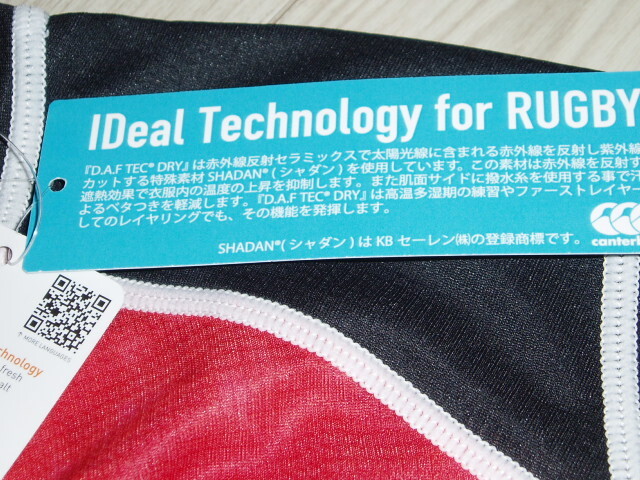 IDeal Technology for RUGBY
『D.A.F TEC® DRY』は赤外線反射セラミックスで太陽光線に含まれる赤外線を反射し紫外線
カットする特殊素材 SHADAN®(シャダン)を使用しています。この素材は赤外線を反射す
遮熱効果で衣服内の温度の上昇を抑制します。また肌面サイドに撥水糸を使用する事で汗
よるベタつきを軽減します。『D.A.F TEC® DRY』は高温多湿期の練習やファーストレイヤー
してのレイヤリングでも、その機能を発揮します。
SHADAN®(シャダン)はKBセーレン㈱の登録商標です。
canter
MORE LANGUAGES
chnology
fresh
alt